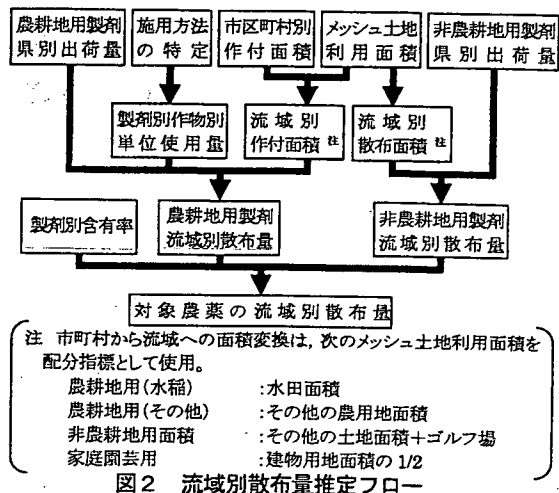 農耕地用製剤
県別出荷量
施用方法
の特定
市区町村別
作付面積
メッシュ土地
利用面積
非農耕地用製剤
県別出荷量
製剤別作物別
単位使用量
流域別
作付面積 注
流域別
散布面積 注
製剤別含有率
農耕地用製剤
流域別散布量
非農耕地用製剤
流域別散布量
対象農薬の流域別散布量
注 市町村から流域への面積変換は,次のメッシュ土地利用面積を
配分指標として使用。
農耕地用(水稲) :水田面積
農耕地用(その他) :その他の農用地面積
非農耕地用面積 :その他の土地面積+ゴルフ場
家庭園芸用 :建物用地面積の 1/2
図2 流域別散布量推定フロー